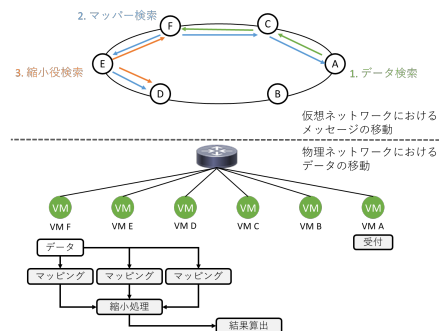 2. マッパー検索
F
C
E
A
3. 縮小役検索
1. データ検索
D
B
仮想ネットワークにおける
メッセージの移動
物理ネットワークにおける
データの移動
VM VM VM VM VM VM
VM F VM E VM D VM C VM B VM A
受付
データ
マッピング マッピング マッピング
縮小処理
結果算出